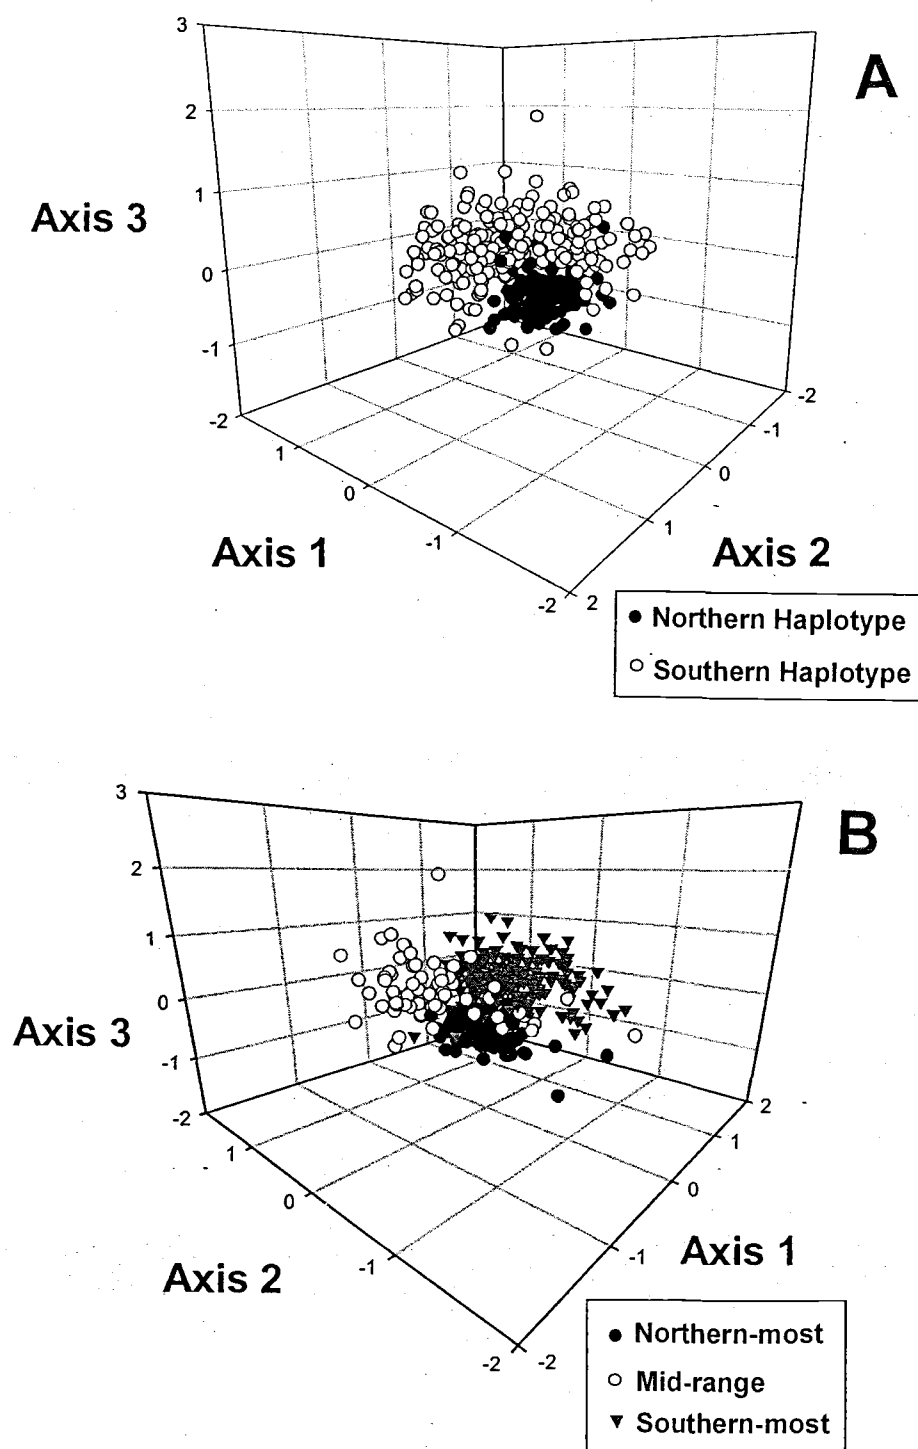 A
3
2
1
0
-1
-2
Axis 3
1
0
-1
-2
Axis 1
-2
-1
0
1
2
Axis 2
Northern Haplotype
Southern Haplotype
B
3
2
1
0
-1
-2
Axis 3
1
0
-1
-2
Axis 2
2
1
0
-1
-2
Axis 1
Northern-most
Mid-range
Southern-most